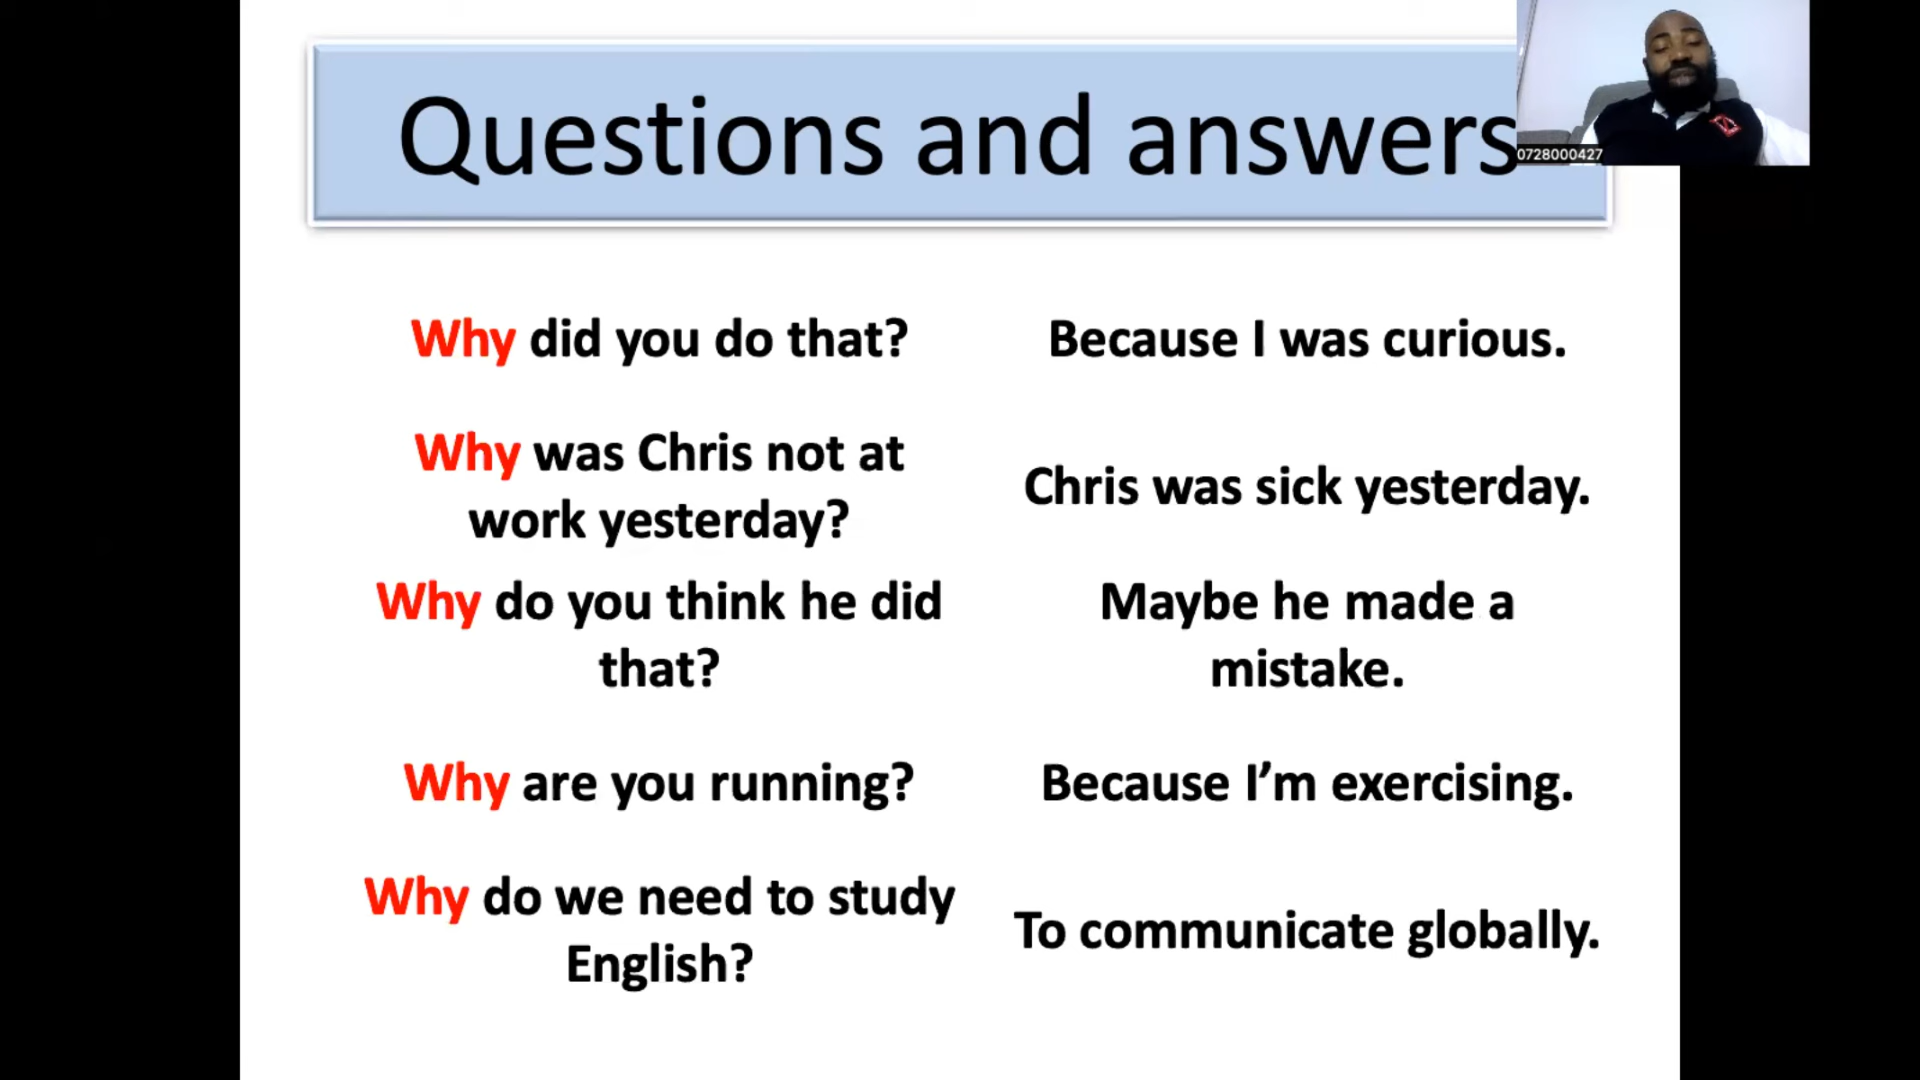 Questions and answers
0728000427
Why did you do that?
Because I was curious.
Why was Chris not at
work yesterday?
Chris was sick yesterday.
Why do you think he did
that?
Maybe he made a
mistake.
Why are you running?
Because I’m exercising.
Why do we need to study
English?
To communicate globally.